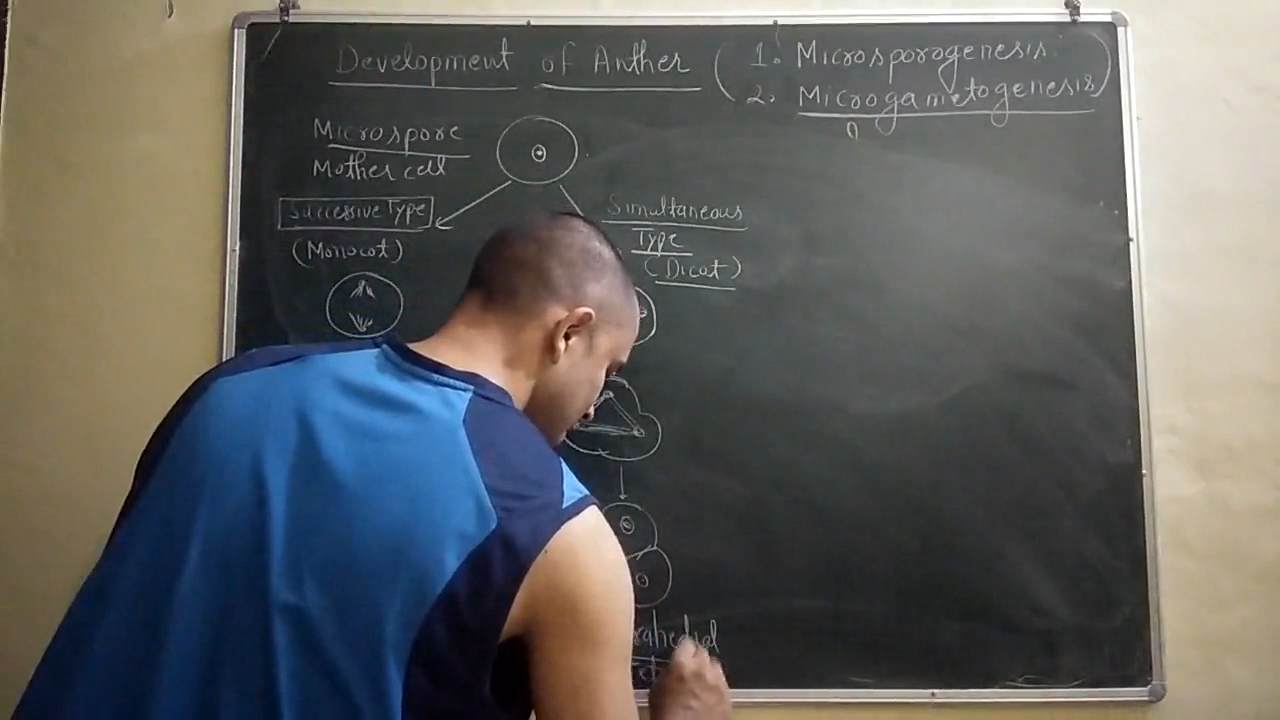 Development of Anther ( 1. Microsporogenesis.
2. Microgametogenesis )
Microspore
Mother cell
Successive Type
(Monocot)
Simultaneous
Type
(Dicot)